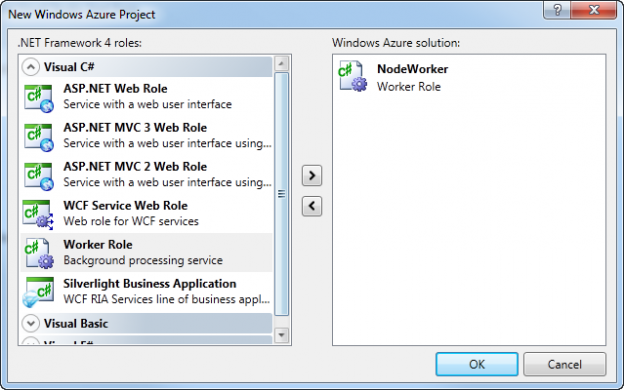 New Windows Azure Project
.NET Framework 4 roles:
Windows Azure solution:
Visual C#
ASP.NET Web Role
Service with a web user interface
ASP.NET MVC 3 Web Role
Service with a web user interface using...
ASP.NET MVC 2 Web Role
Service with a web user interface using...
WCF Service Web Role
Web role for WCF services
Worker Role
Background processing service
Silverlight Business Application
WCF RIA Services line of business appl...
Visual Basic
NodeWorker
Worker Role
OK
Cancel